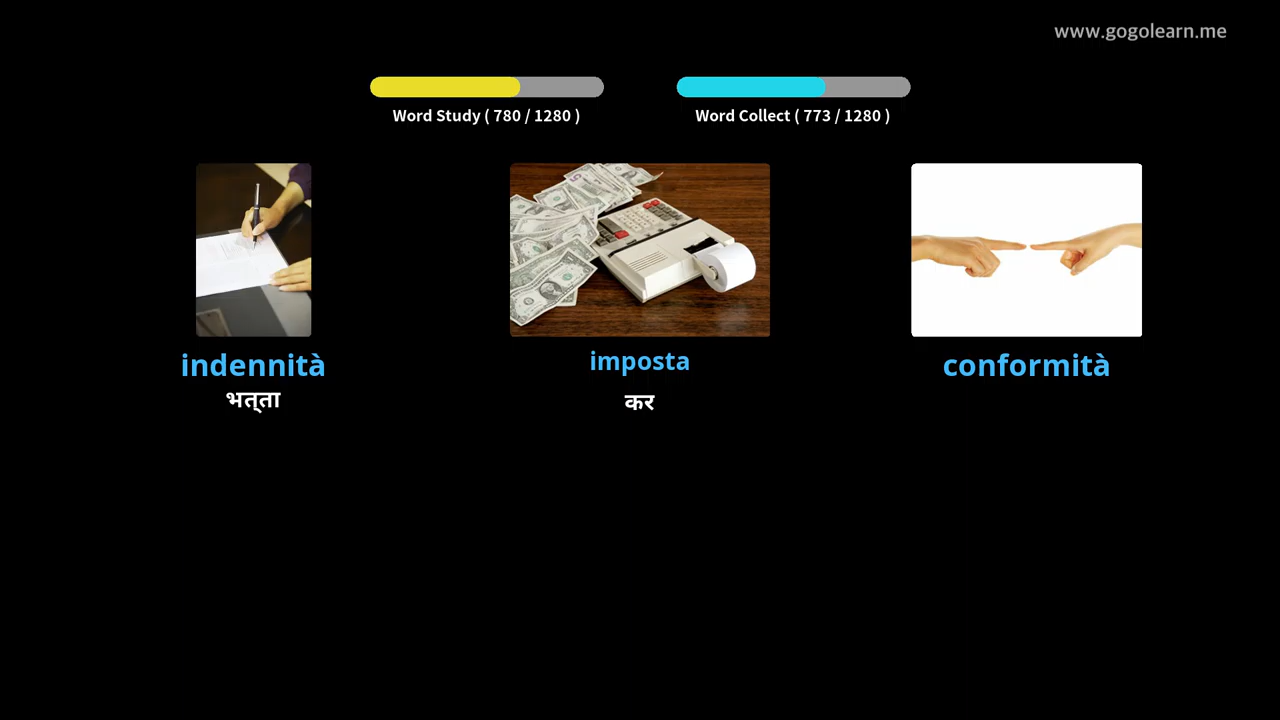 www.gogolearn.me
Word Study ( 780 / 1280 )
Word Collect ( 773 / 1280 )
indennità
imposta
conformità
भत्ता
कर